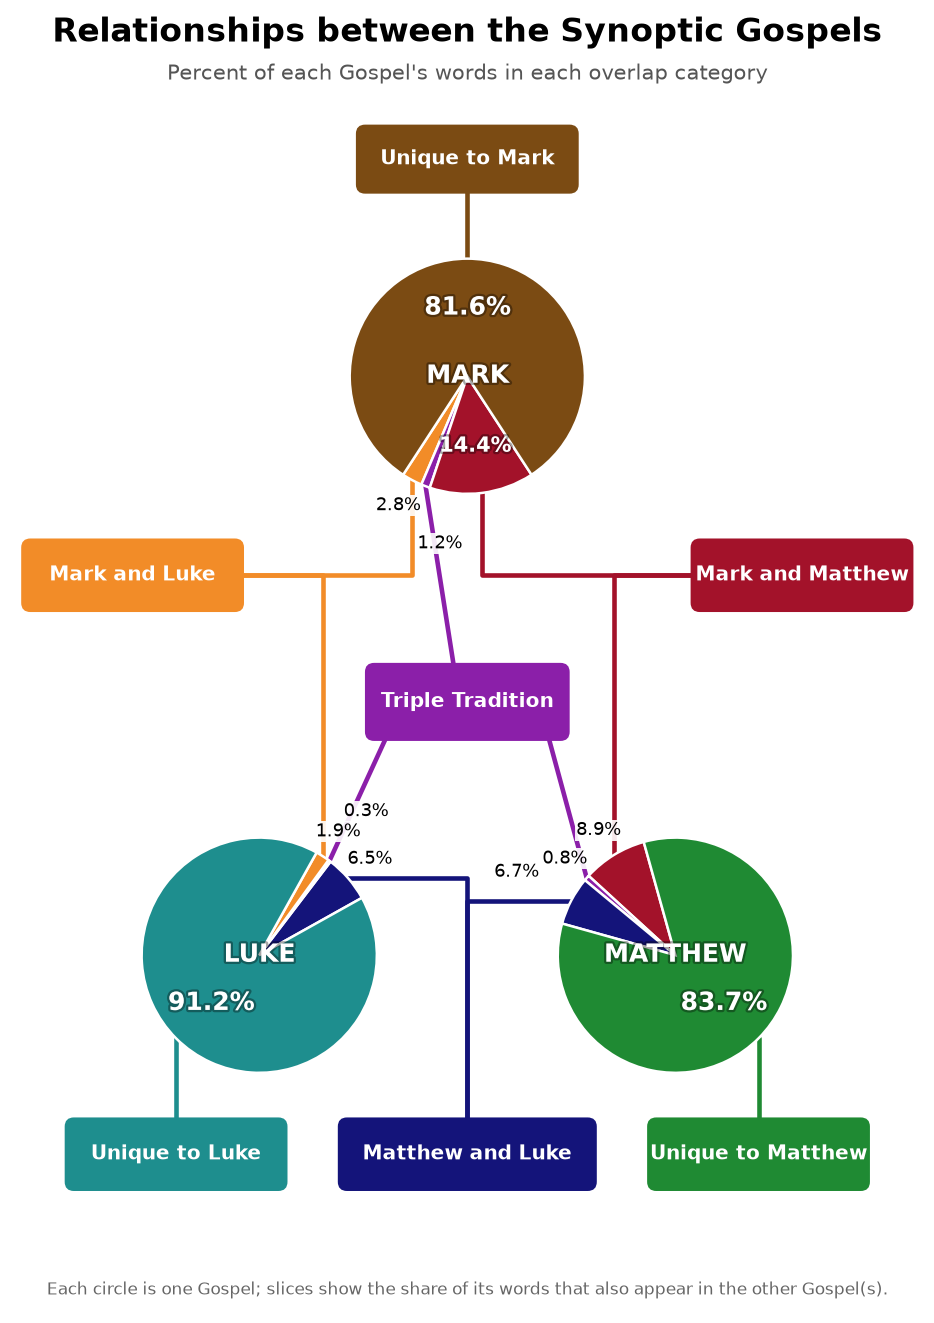 Relationships between the Synoptic Gospels
Percent of each Gospel's words in each overlap category
Unique to Mark
81.6%
MARK
14.4%
2.8%
1.2%
Mark and Luke
Mark and Matthew
Triple Tradition
0.3%
1.9%
8.9%
6.5%
0.8%
6.7%
LUKE
MATTHEW
91.2%
83.7%
Unique to Luke
Matthew and Luke
Unique to Matthew
Each circle is one Gospel; slices show the share of its words that also appear in the other Gospel(s).